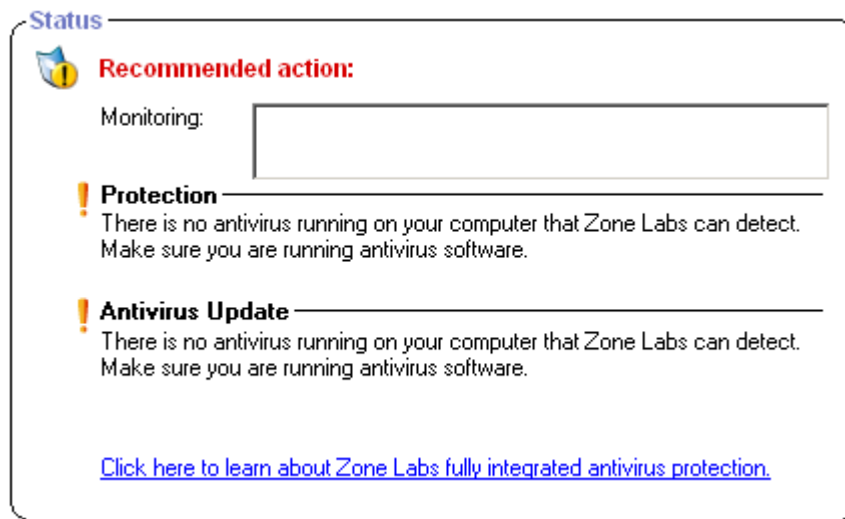 Status
Recommended action:
Monitoring:
Protection
There is no antivirus running on your computer that Zone Labs can detect.
Make sure you are running antivirus software.
Antivirus Update
There is no antivirus running on your computer that Zone Labs can detect.
Make sure you are running antivirus software.
Click here to learn about Zone Labs fully integrated antivirus protection.